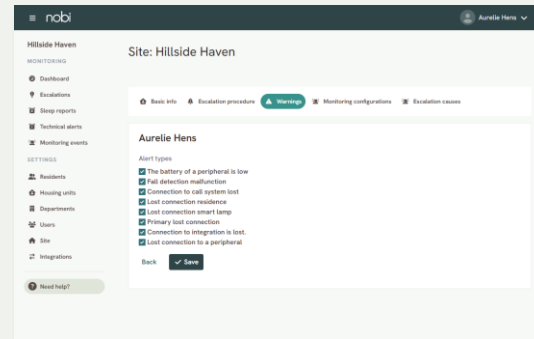 nobi
Aurelie Hens
Hillside Haven
MONITORING
Dashboard
Escalations
Sleep reports
Technical alerts
Monitoring events
SETTINGS
Residents
Housing units
Departments
Users
Site
Integrations
Need help?
Site: Hillside Haven
Basic info
Escalation procedure
Warnings
Monitoring configurations
Escalation causes
Aurelie Hens
Alert types
The battery of a peripheral is low
Fall detection malfunction
Connection to call system lost
Lost connection residence
Lost connection smart lamp
Primary lost connection
Connection to integration is lost.
Lost connection to a peripheral
Back
Save